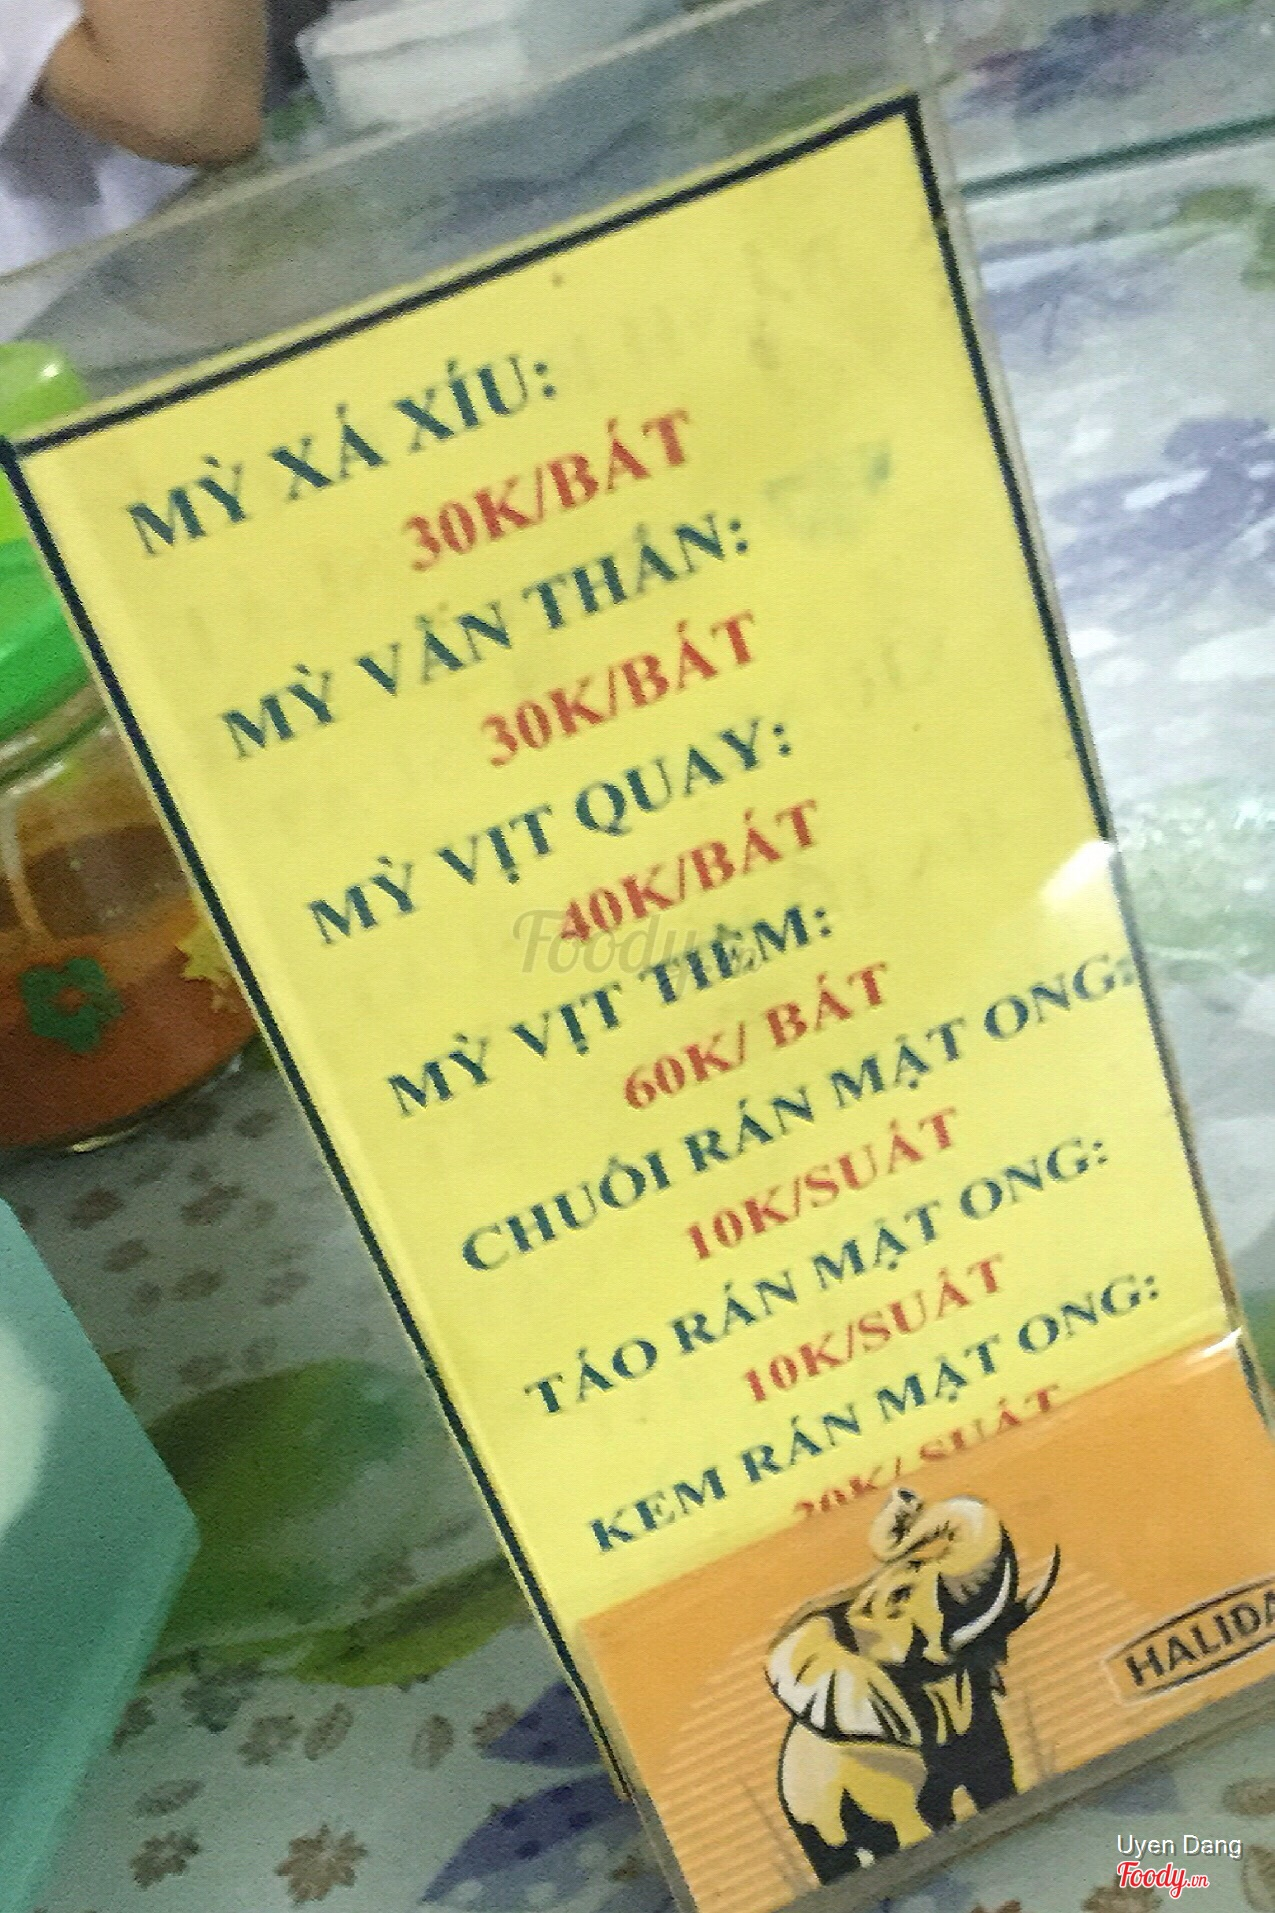 MỲ XÁ XÍU:
30K/BÁT
MỲ VẰN THẮN:
30K/BÁT
MỲ VỊT QUAY:
40K/BÁT
MỲ VỊT TIỀM:
60K/ BÁT
CHUỐI RÁN MẬT ONG:
10K/SUẤT
TÁO RÁN MẬT ONG:
10K/SUẤT
KEM RÁN MẬT ONG:
20K/ SUẤT
HALIDA
Foody.vn
Uyen Dang
Foody.vn